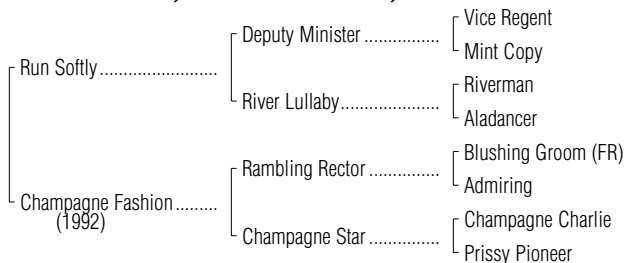 Vice Regent
Deputy Minister ................
Mint Copy
Run Softly .........................
Riverman
River Lullaby.....................
Aladancer
Blushing Groom (FR)
Rambling Rector ...............
Admiring
Champagne Fashion .........
(1992)
Champagne Charlie
Champagne Star ...............
Prissy Pioneer